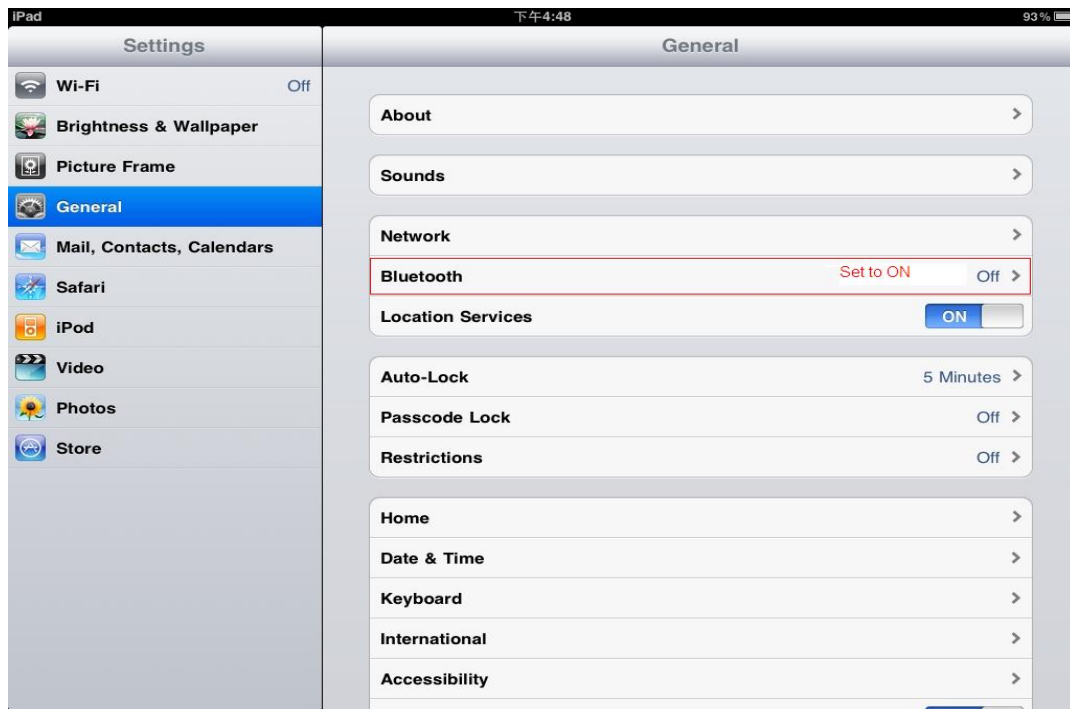 iPad 下午4:48 93%
Settings
Wi-Fi Off
Brightness & Wallpaper
Picture Frame
General
Mail, Contacts, Calendars
Safari
iPod
Video
Photos
Store
General
About
Sounds
Network
Bluetooth Set to ON Off
Location Services ON
Auto-Lock 5 Minutes
Passcode Lock Off
Restrictions Off
Home
Date & Time
Keyboard
International
Accessibility